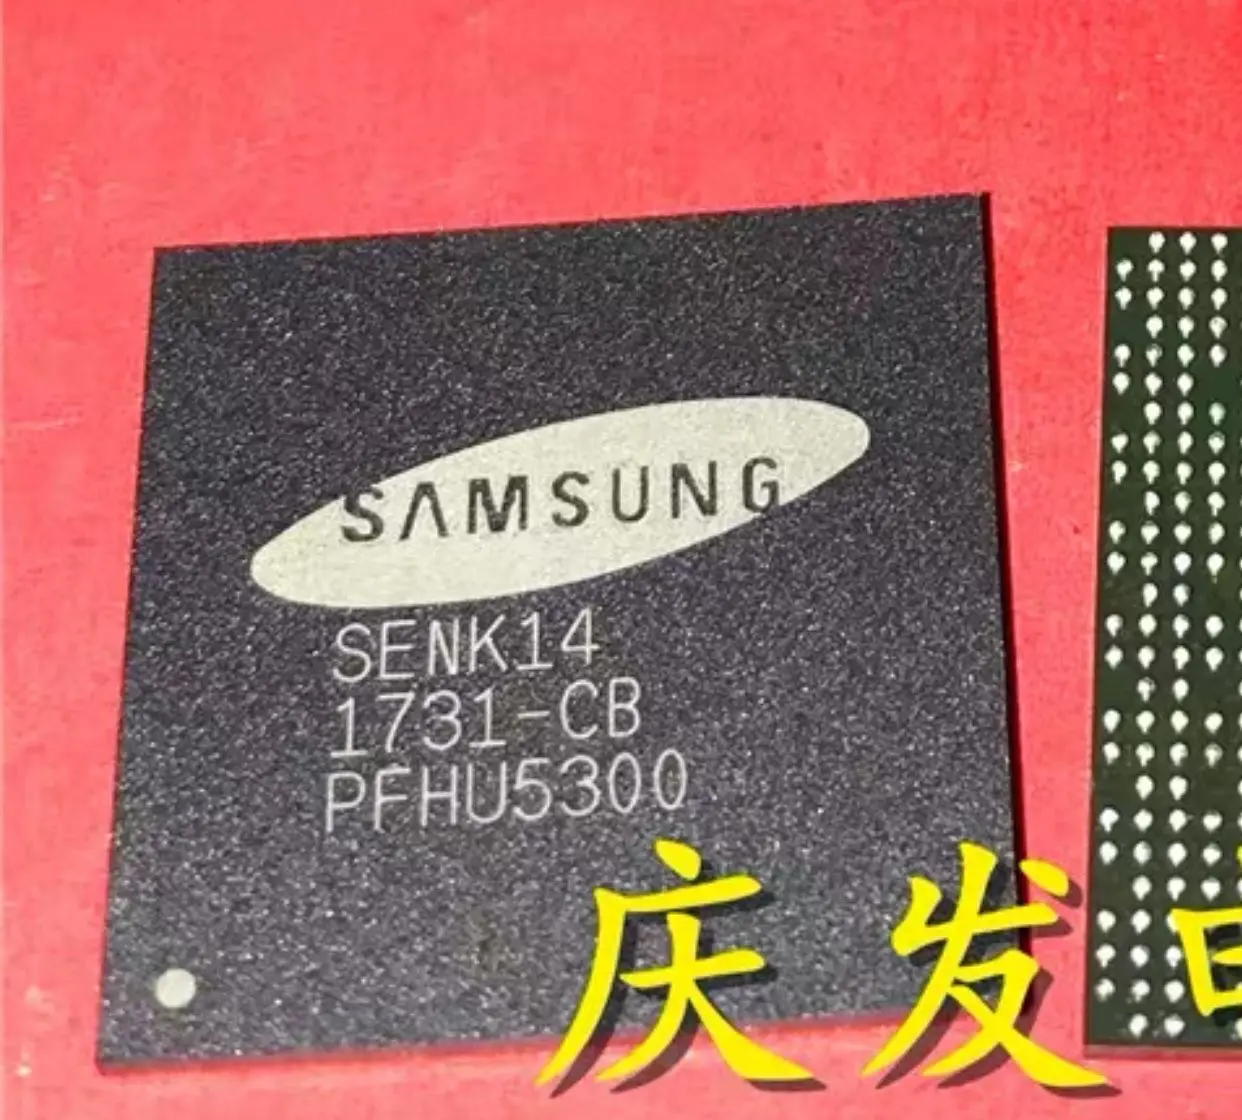 SAMSUNG
SENK14
1731-CB
PFHU5300
庆发